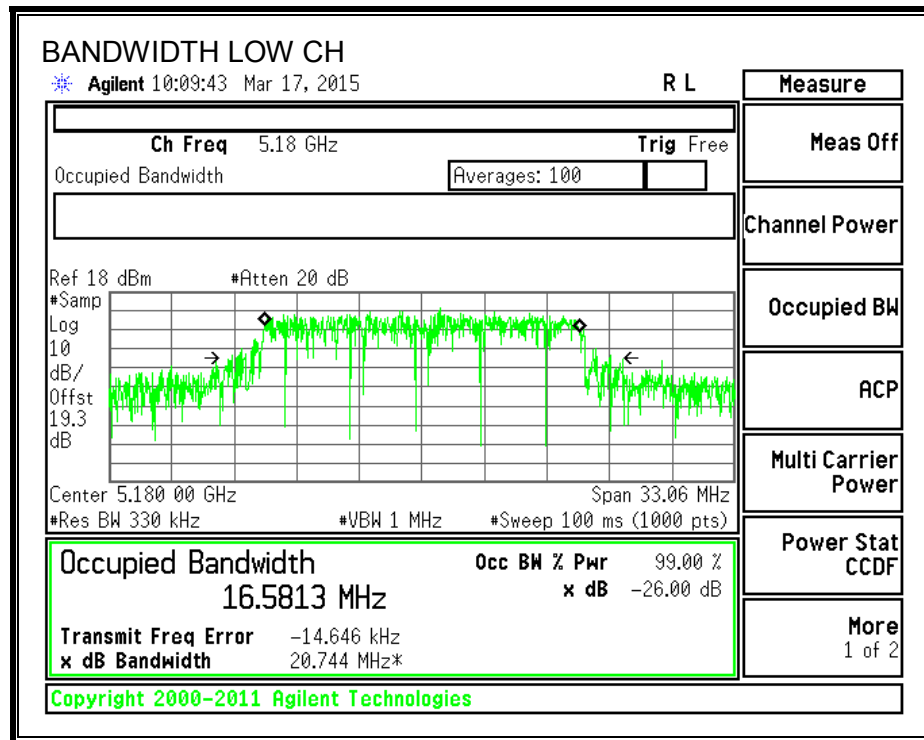 BANDWIDTH LOW CH
Agilent 10:09:43 Mar 17, 2015 R L
Measure
Ch Freq 5.18 GHz Trig Free
Occupied Bandwidth Averages: 100
Ref 18 dBm #Atten 20 dB
#Samp
Log
10
dB/
Offst
19.3
dB
Center 5.180 00 GHz Span 33.06 MHz
#Res BW 330 kHz #VBW 1 MHz #Sweep 100 ms (1000 pts)
Occupied Bandwidth Occ BW % Pwr 99.00 %
16.5813 MHz x dB -26.00 dB
Transmit Freq Error -14.646 kHz
x dB Bandwidth 20.744 MHz*
Copyright 2000-2011 Agilent Technologies
Meas Off
Channel Power
Occupied BW
ACP
Multi Carrier
Power
Power Stat
CCDF
More
1 of 2